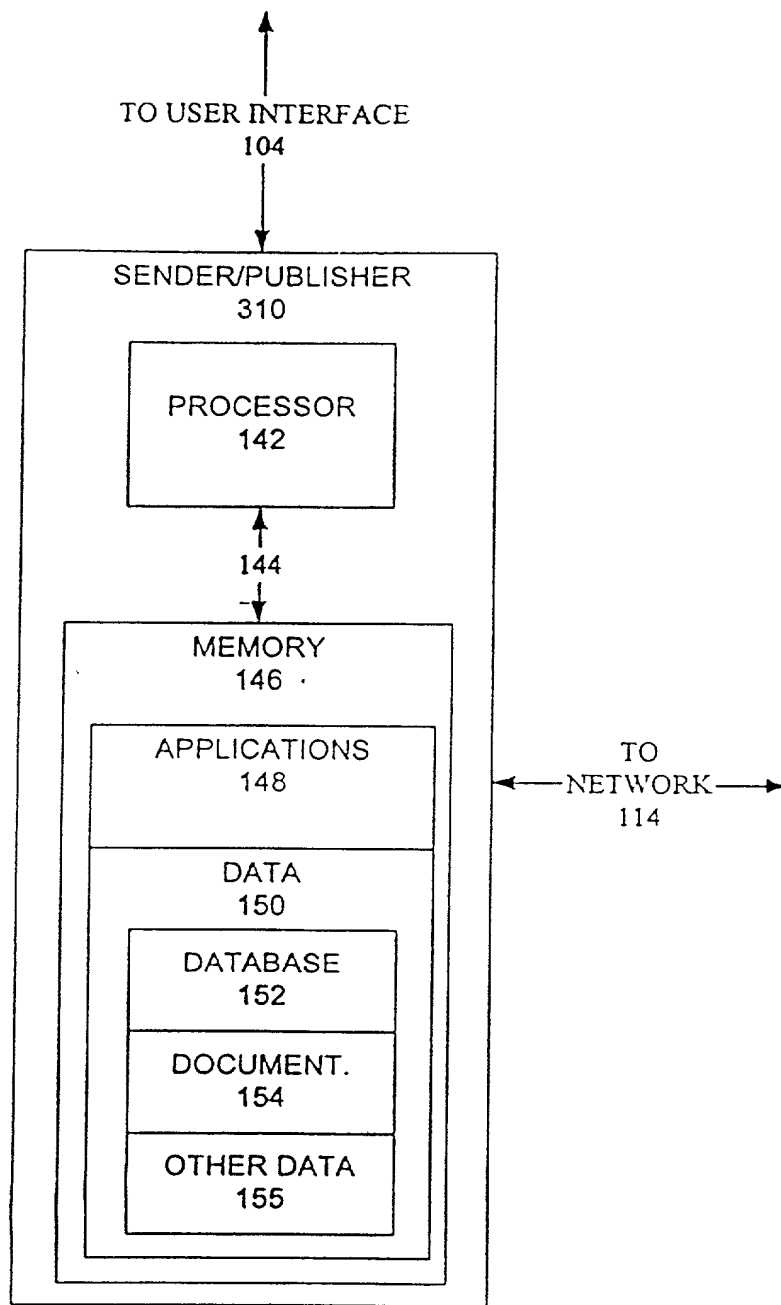 TO USER INTERFACE
104
SENDER/PUBLISHER
310
PROCESSOR
142
144
MEMORY
146
APPLICATIONS
148
TO
NETWORK
114
DATA
150
DATABASE
152
DOCUMENT.
154
OTHER DATA
155